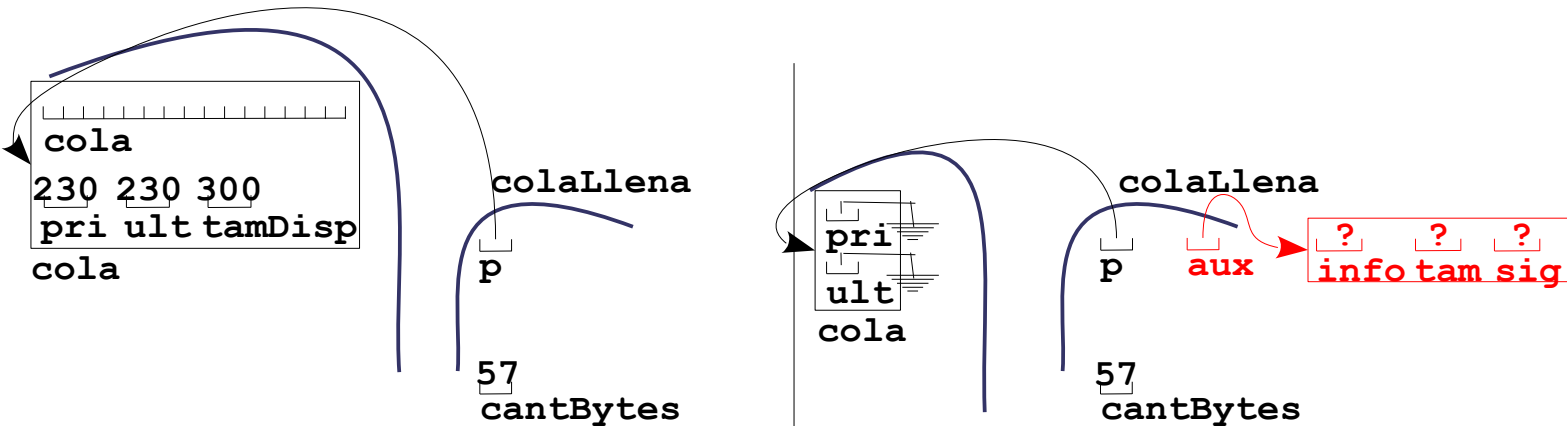 cola
230 230 300
pri ult tamDisp
cola
colaLlena
p
57
cantBytes
pri
ult
cola
colaLlena
p
aux
? ? ?
info tam sig
57
cantBytes